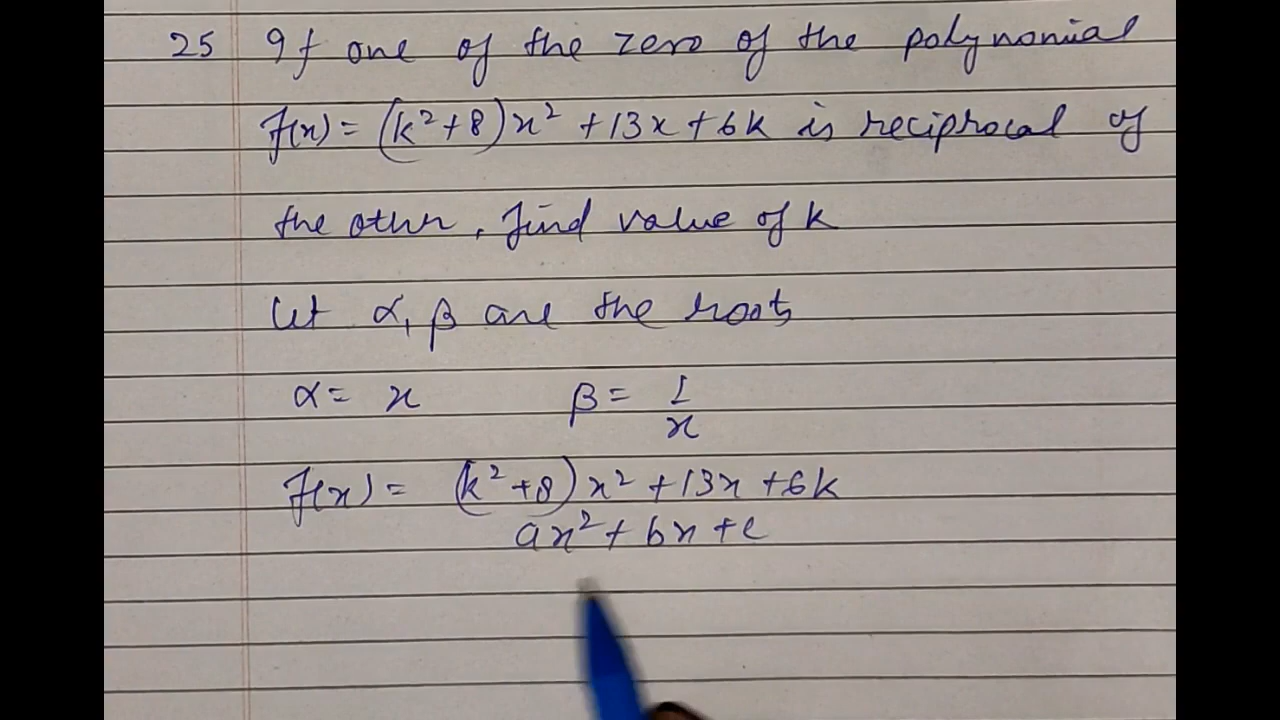 25 If one of the zero of the polynomial
f(x) = (k²+8)x² + 13x + 6k is reciprocal of
the other, find value of k
let α, β are the roots
α = x β = 1/x
f(x) = (k²+8)x² + 13x + 6k
ax² + bx + c